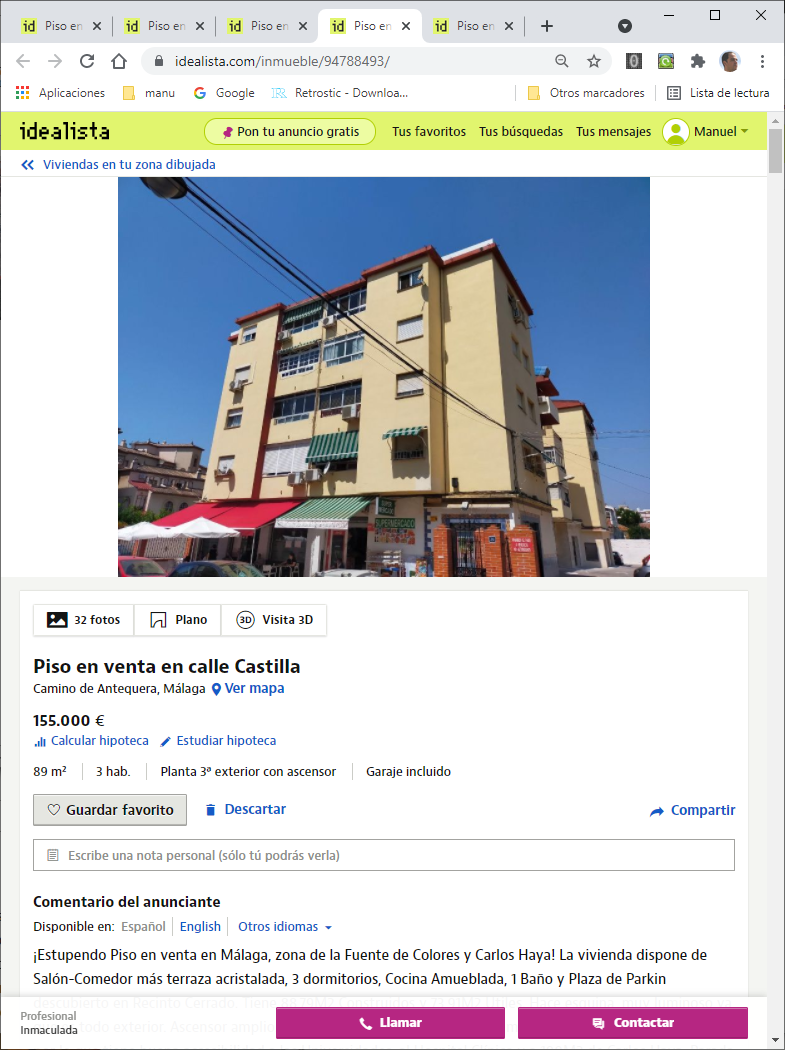 Piso en
Piso en
Piso en
Piso en
Piso en
idealista.com/inmueble/94788493/
Aplicaciones
manu
Google
Retrostic - Downloa...
Otros marcadores
Lista de lectura
idealista
Pon tu anuncio gratis
Tus favoritos
Tus búsquedas
Tus mensajes
Manuel
Viviendas en tu zona dibujada
SUPERMERCADO
32 fotos
Plano
3D Visita 3D
Piso en venta en calle Castilla
Camino de Antequera, Málaga Ver mapa
155.000 €
Calcular hipoteca Estudiar hipoteca
89 m² 3 hab. Planta 3ª exterior con ascensor Garaje incluido
Guardar favorito Descartar Compartir
Escribe una nota personal (sólo tú podrás verla)
Comentario del anunciante
Disponible en: Español English Otros idiomas
¡Estupendo Piso en venta en Málaga, zona de la Fuente de Colores y Carlos Haya! La vivienda dispone de
Salón-Comedor más terraza acristalada, 3 dormitorios, Cocina Amueblada, 1 Baño y Plaza de Parkin
Profesional
Inmaculada
Llamar
Contactar